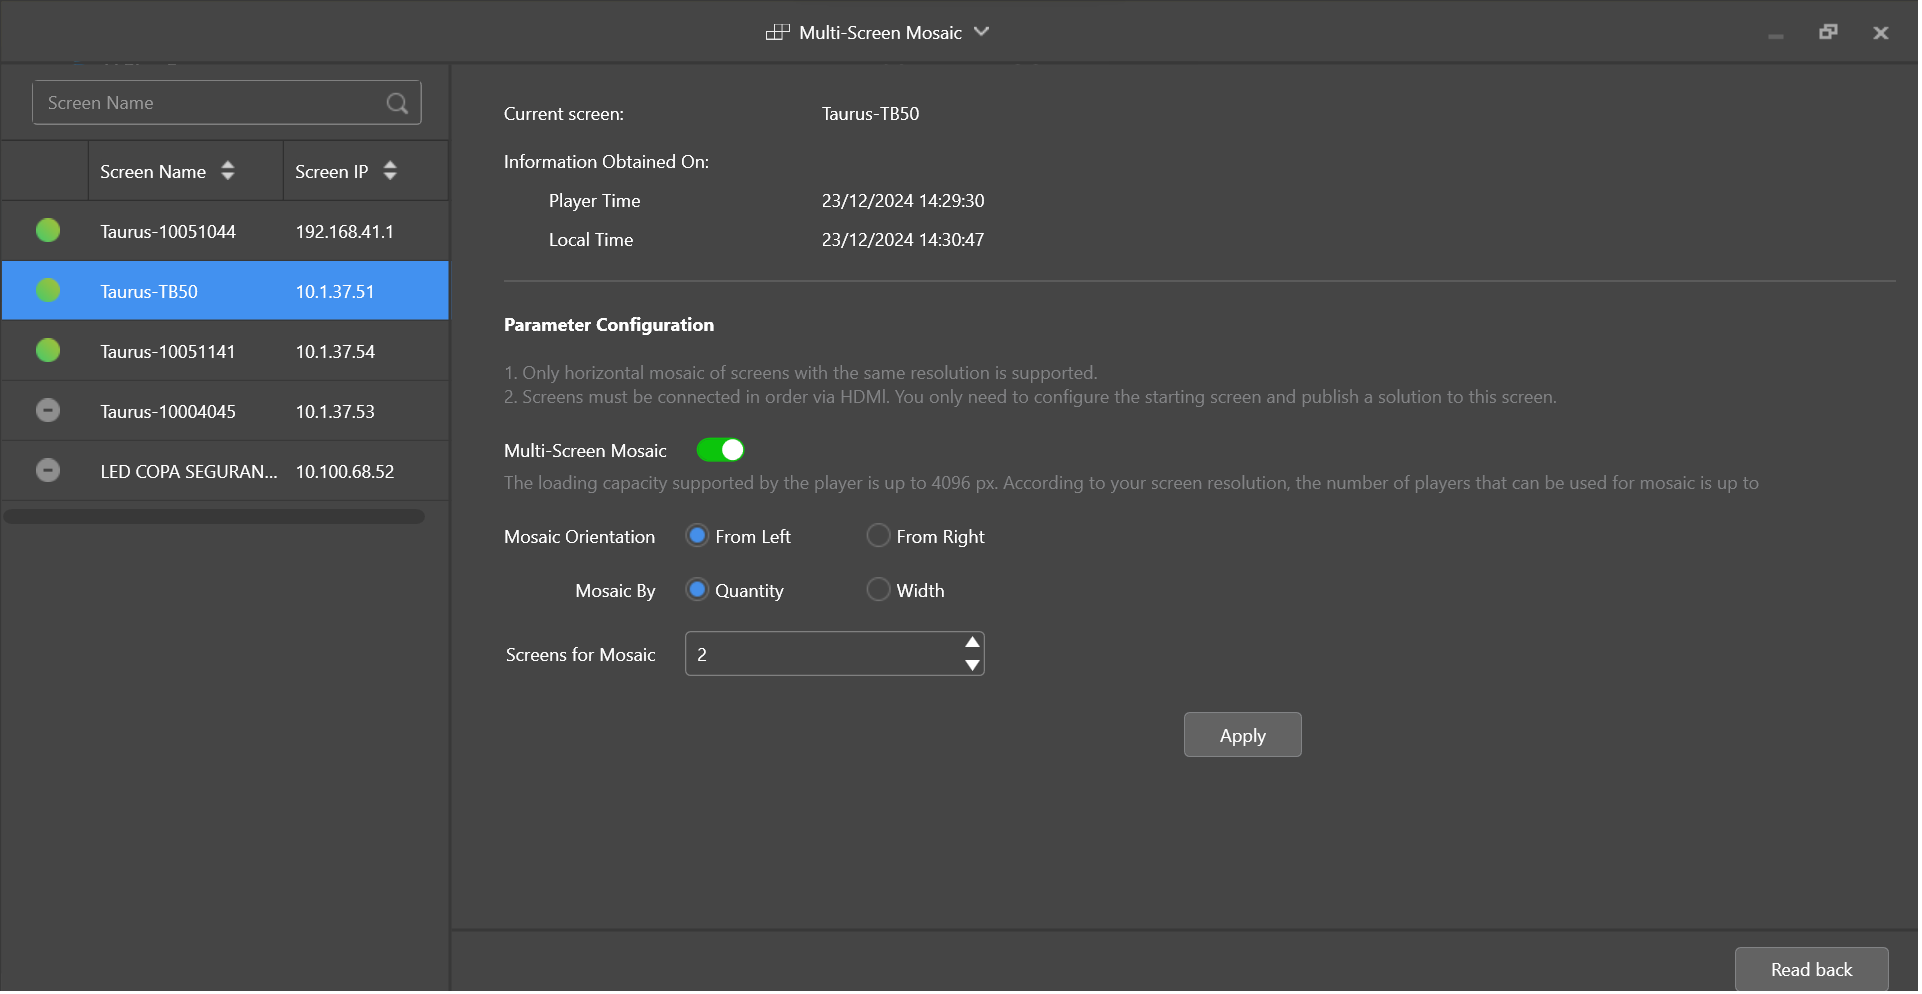 Multi-Screen Mosaic
Screen Name
Screen Name Screen IP
Taurus-10051044 192.168.41.1
Taurus-TB50 10.1.37.51
Taurus-10051141 10.1.37.54
Taurus-10004045 10.1.37.53
LED COPA SEGURAN... 10.100.68.52
Current screen: Taurus-TB50
Information Obtained On:
Player Time 23/12/2024 14:29:30
Local Time 23/12/2024 14:30:47
Parameter Configuration
1. Only horizontal mosaic of screens with the same resolution is supported.
2. Screens must be connected in order via HDMI. You only need to configure the starting screen and publish a solution to this screen.
Multi-Screen Mosaic
The loading capacity supported by the player is up to 4096 px. According to your screen resolution, the number of players that can be used for mosaic is up to
Mosaic Orientation From Left From Right
Mosaic By Quantity Width
Screens for Mosaic 2
Apply
Read back